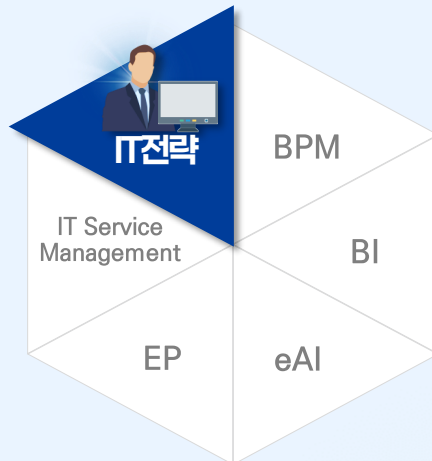 IT전략
BPM
IT Service
Management
BI
EP
eAI